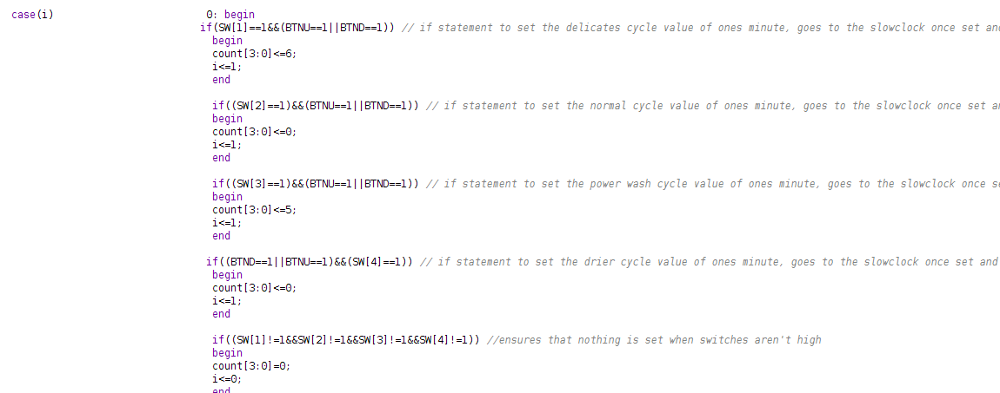 case(i) 0: begin
if(SW[1]==1&&(BTNU==1||BTND==1)) // if statement to set the delicates cycle value of ones minute, goes to the slowclock once set and
begin
count[3:0]<=6;
i<=1;
end
if((SW[2]==1)&&(BTNU==1||BTND==1)) // if statement to set the normal cycle value of ones minute, goes to the slowclock once set
begin
count[3:0]<=0;
i<=1;
end
if((SW[3]==1)&&(BTNU==1||BTND==1)) // if statement to set the power wash cycle value of ones minute, goes to the slowclock once
begin
count[3:0]<=5;
i<=1;
end
if((BTND==1||BTNU==1)&&(SW[4]==1)) // if statement to set the drier cycle value of ones minute, goes to the slowclock once set and
begin
count[3:0]<=0;
i<=1;
end
if((SW[1]!=1&&SW[2]!=1&&SW[3]!=1&&SW[4]!=1)) //ensures that nothing is set when switches aren't high
begin
count[3:0]=0;
i<=0;
end